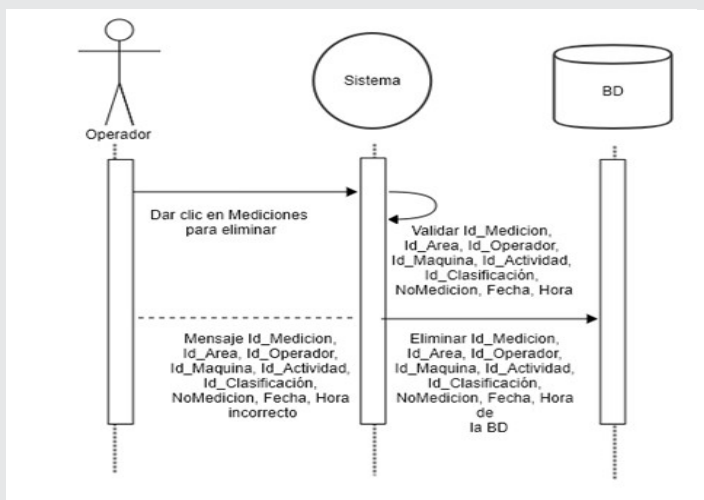 Sistema
BD
Operador
Dar clic en Mediciones
para eliminar
Validar Id_Medicion,
Id_Area, Id_Operador,
Id_Maquina, Id_Actividad,
Id_Clasificación,
NoMedicion, Fecha, Hora
Mensaje Id_Medicion,
Id_Area, Id_Operador,
Id_Maquina, Id_Actividad,
Id_Clasificación,
NoMedicion, Fecha, Hora
incorrecto
Eliminar Id_Medicion,
Id_Area, Id_Operador,
Id_Maquina, Id_Actividad,
Id_Clasificación,
NoMedicion, Fecha, Hora
de
la BD